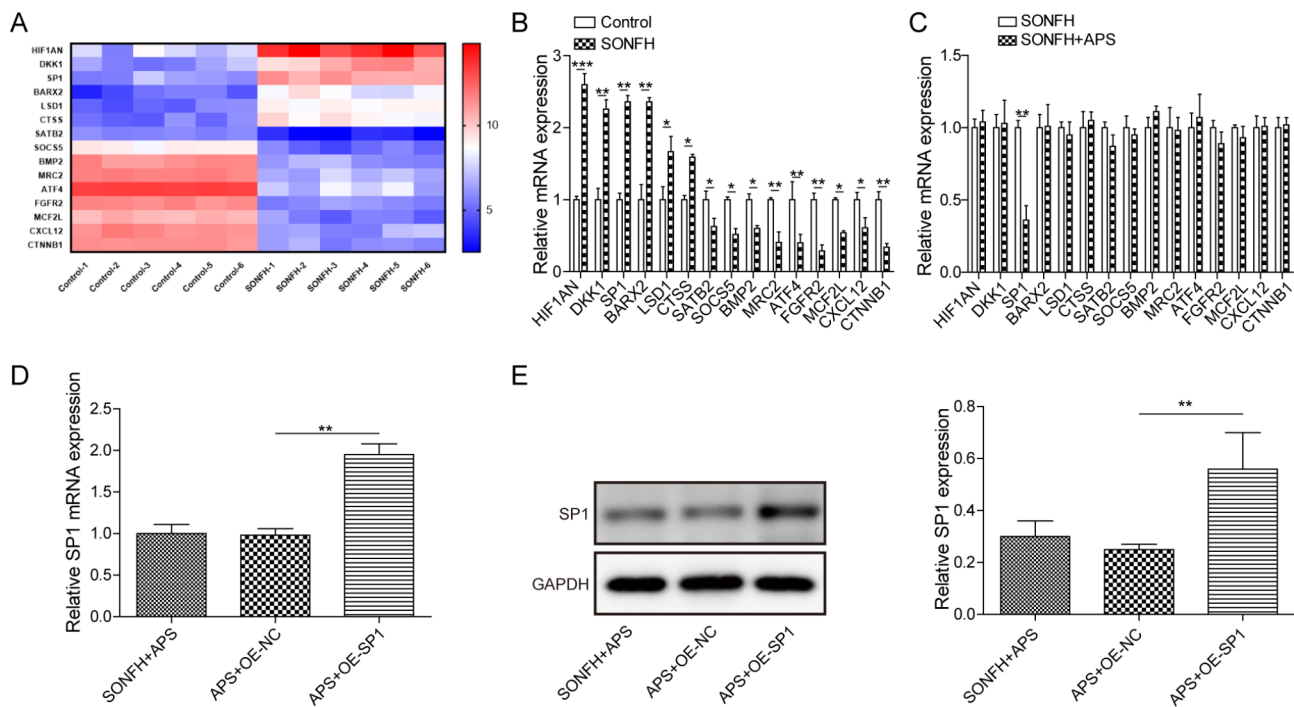 A
HIF1AN
DKK1
SP1
BARX2
LSD1
CTSS
SATB2
SOCS5
BMP2
MRC2
ATF4
FGFR2
MCF2L
CXCL12
CTNNB1
Control-1 Control-2 Control-3 Control-4 Control-5 Control-6 SONFH-1 SONFH-2 SONFH-3 SONFH-4 SONFH-5 SONFH-6
10
5
B
Control
SONFH
Relative mRNA expression
3
2
1
0
*** ** ** ** * * * * * ** ** ** * * **
HIF1AN DKK1 SP1 BARX2 LSD1 CTSS SATB2 SOCS5 BMP2 MRC2 ATF4 FGFR2 MCF2L CXCL12 CTNNB1
C
SONFH
SONFH+APS
Relative mRNA expression
1.5
1.0
0.5
0.0
**
HIF1AN DKK1 SP1 BARX2 LSD1 CTSS SATB2 SOCS5 BMP2 MRC2 ATF4 FGFR2 MCF2L CXCL12 CTNNB1
D
Relative SP1 mRNA expression
2.5
2.0
1.5
1.0
0.5
0.0
**
SONFH+APS APS+OE-NC APS+OE-SP1
E
SP1
GAPDH
SONFH+APS APS+OE-NC APS+OE-SP1
Relative SP1 expression
0.8
0.6
0.4
0.2
0.0
**
SONFH+APS APS+OE-NC APS+OE-SP1